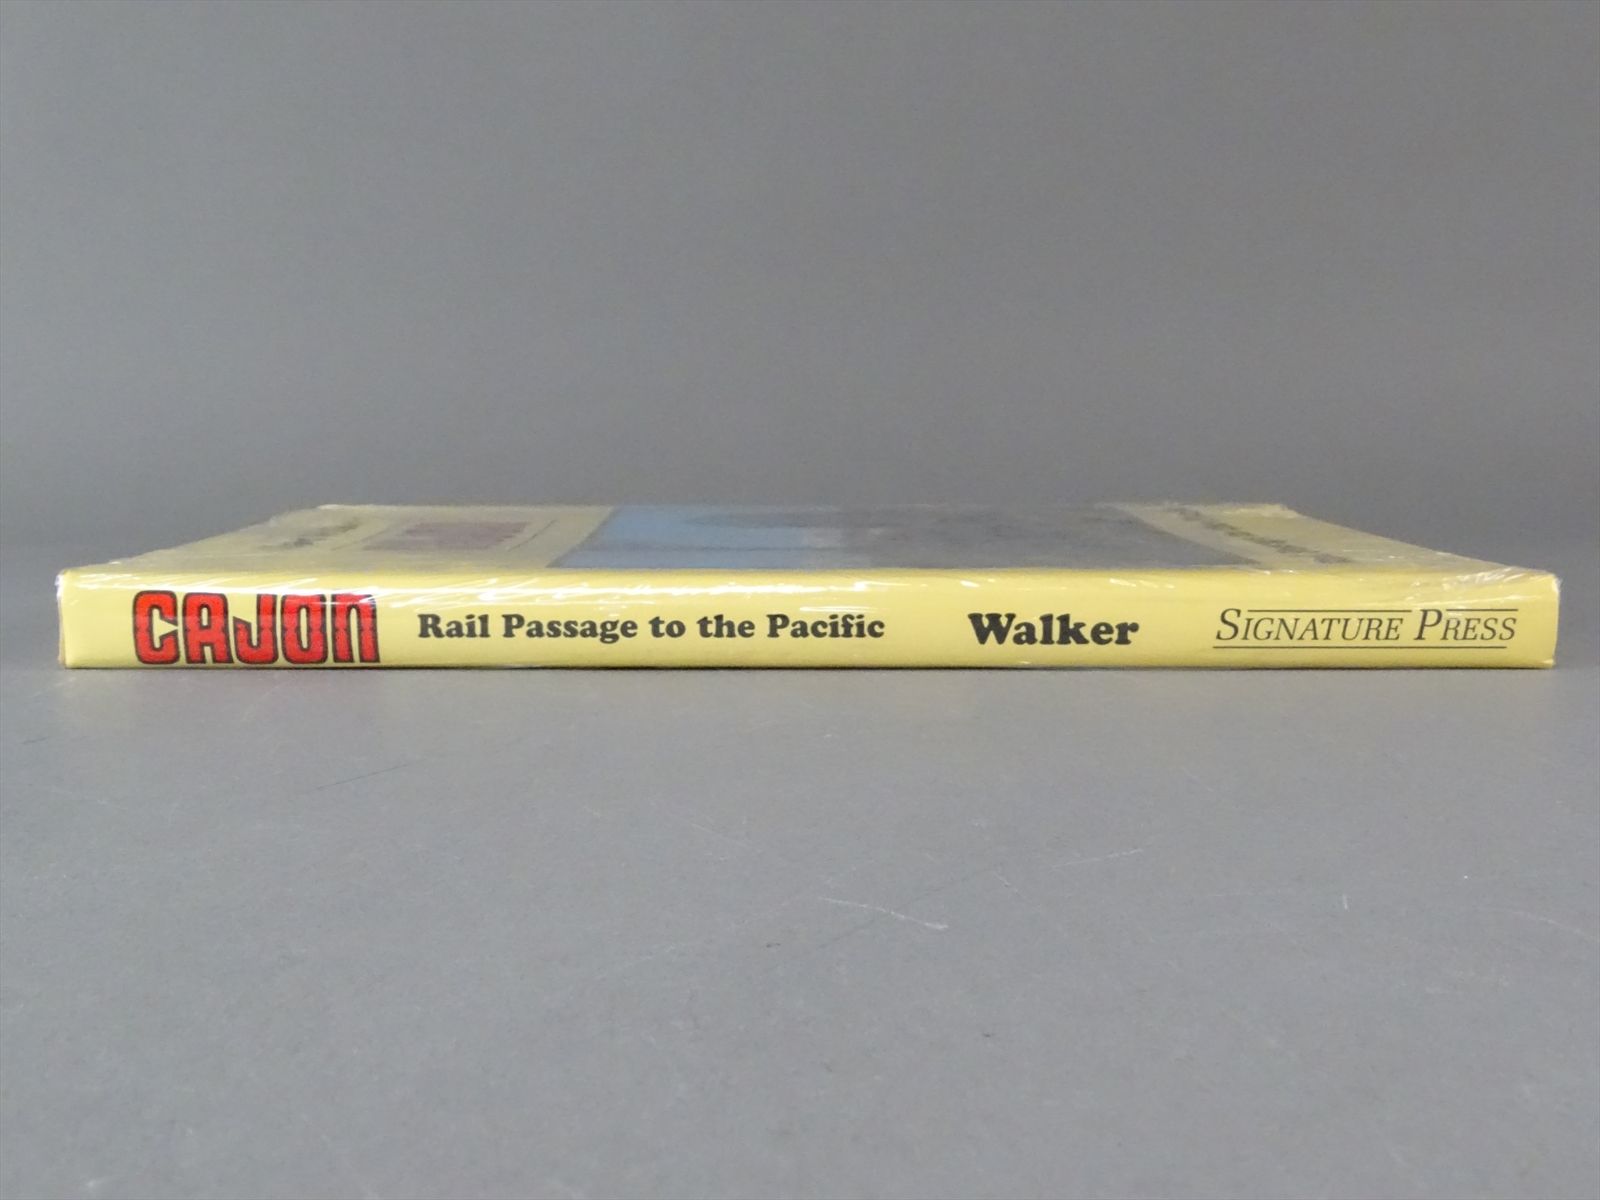 CAJON Rail Passage to the Pacific Walker SIGNATURE PRESS